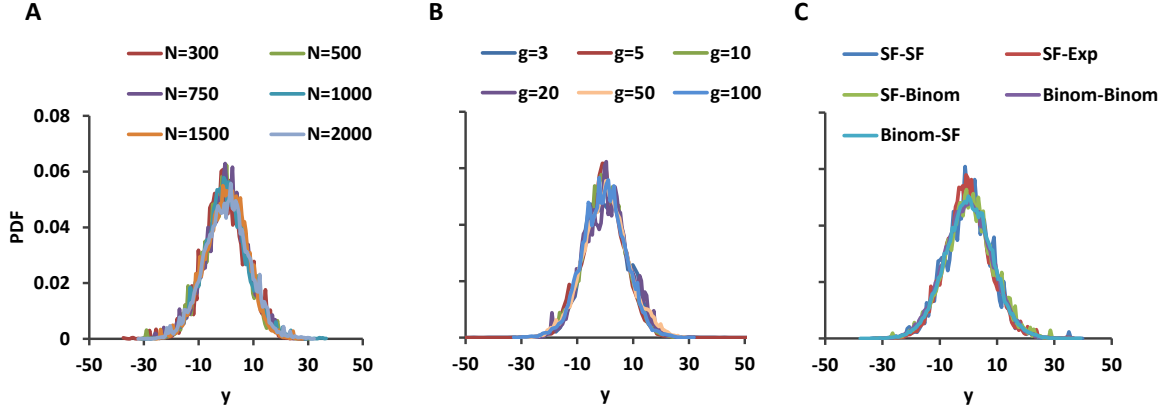 A
B
C
N=300 N=500
N=750 N=1000
N=1500 N=2000
g=3 g=5 g=10
g=20 g=50 g=100
SF-SF SF-Exp
SF-Binom Binom-Binom
Binom-SF
PDF
0.08
0.06
0.04
0.02
0
-50 -30 -10 10 30 50
y
-50 -30 -10 10 30 50
y
-50 -30 -10 10 30 50
y